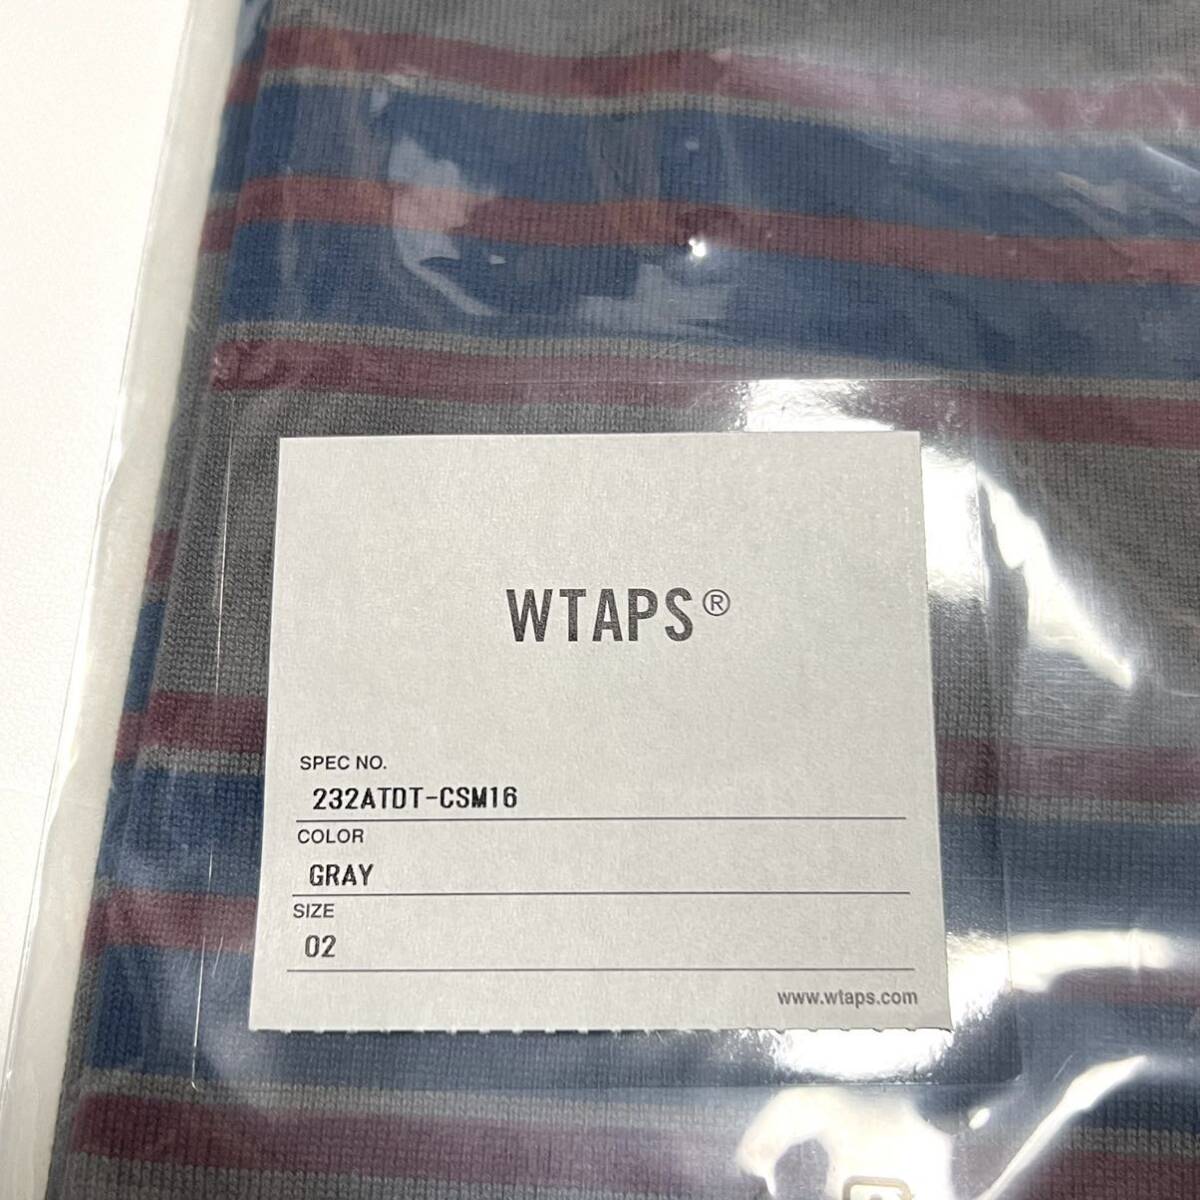 WTAPS®
SPEC NO.
232ATDT-CSM16
COLOR
GRAY
SIZE
02
www.wtaps.com